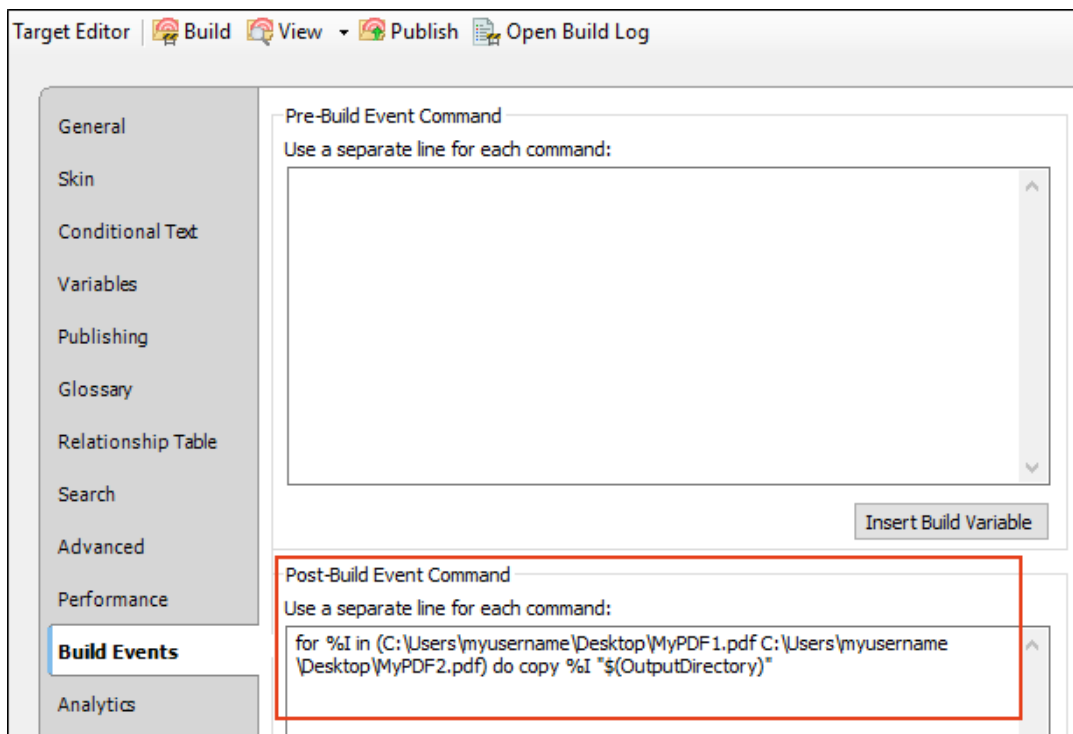 Target Editor Build View Publish Open Build Log
General
Skin
Conditional Text
Variables
Publishing
Glossary
Relationship Table
Search
Advanced
Performance
Build Events
Analytics
Pre-Build Event Command
Use a separate line for each command:
Insert Build Variable
Post-Build Event Command
Use a separate line for each command:
for %I in (C:\Users\myusername\Desktop\MyPDF1.pdf C:\Users\myusername
\Desktop\MyPDF2.pdf) do copy %I "$(OutputDirectory)"